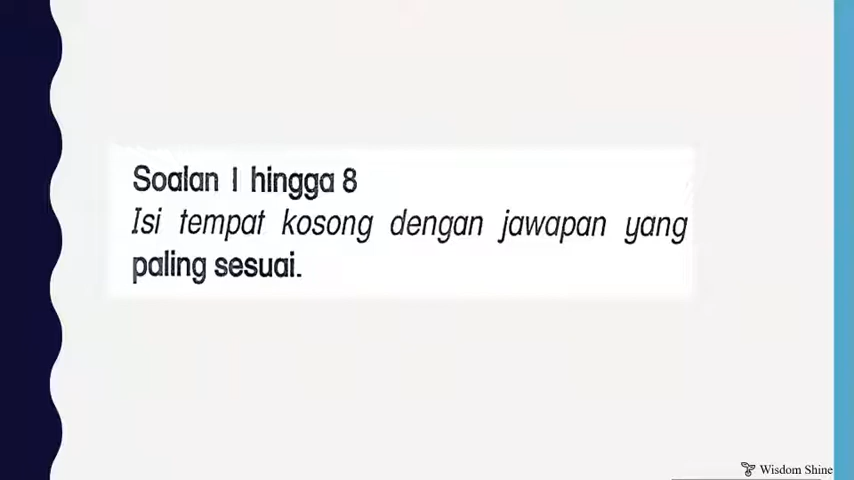 Soalan 1 hingga 8
Isi tempat kosong dengan jawapan yang
paling sesuai.
Wisdom Shine